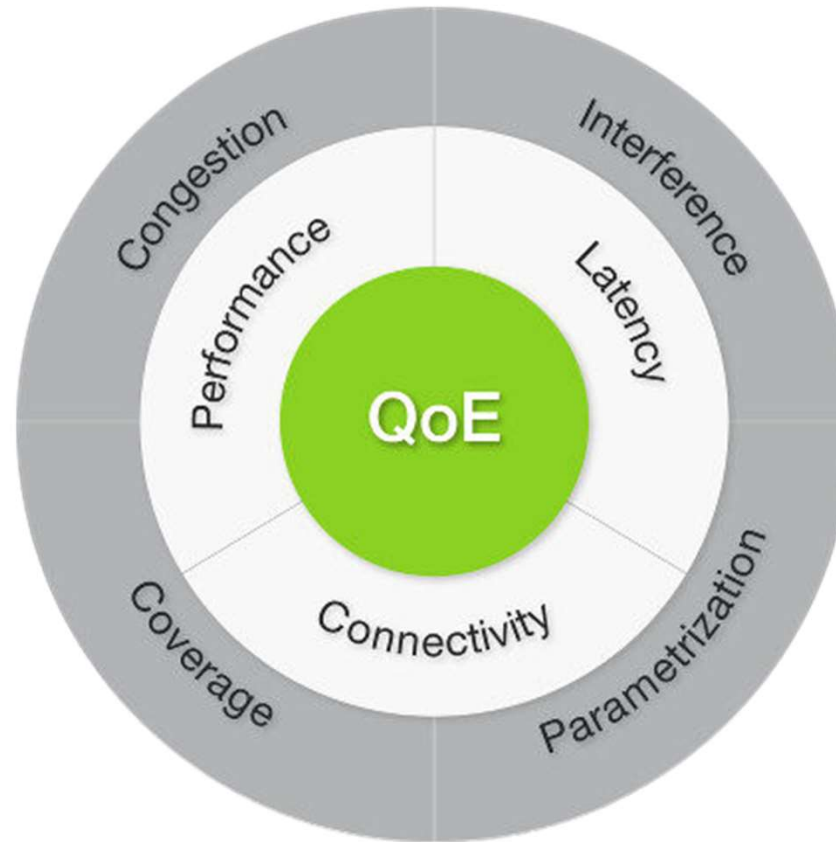 Congestion
Interference
Performance
Latency
QoE
Connectivity
Coverage
Parametrization